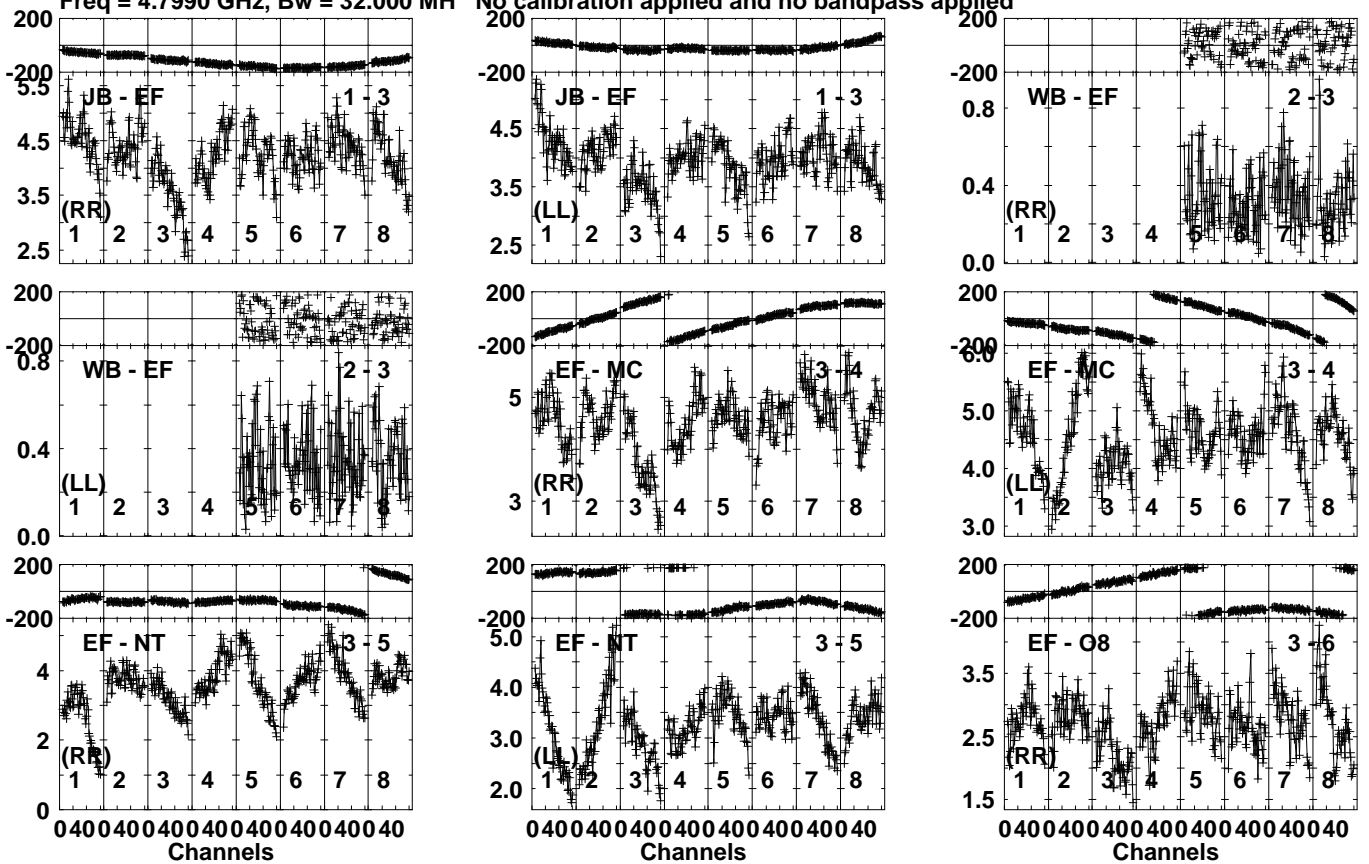 Freq = 4.7990 GHz, Bw = 32.000 MH No calibration applied and no bandpass applied
200 200 200
-200 -200 -200
5.5 JB - EF 1 - 3 JB - EF 1 - 3 WB - EF 2 - 3
4.5 4.5 0.8
3.5 3.5 0.4
(RR) (LL) (RR)
1 2 3 4 5 6 7 8 1 2 3 4 5 6 7 8 1 2 3 4 5 6 7 8
2.5 2.5 0.0
200 200 200
-200 -200 -200
0.8 WB - EF 2 - 3 EF - MC 3 - 4 6.0 EF - MC 3 - 4
5 5.0
0.4 4.0
(LL) (RR) (LL)
1 2 3 4 5 6 7 8 3 1 2 3 4 5 6 7 8 1 2 3 4 5 6 7 8
0.0 3.0
200 200 200
-200 -200 -200
EF - NT 3 - 5 5.0 EF - NT 3 - 5 EF - O8 3 - 6
4 4.0 3.5
2 3.0 2.5
(RR) (LL) (RR)
1 2 3 4 5 6 7 8 1 2 3 4 5 6 7 8 1 2 3 4 5 6 7 8
0 2.0 1.5
0 40 0 40 0 40 0 40 0 40 0 40 0 40 0 40 0 40 0 40 0 40 0 40 0 40 0 40 0 40 0 40 0 40 0 40 0 40 0 40 0 40 0 40 0 40 0 40
Channels Channels Channels